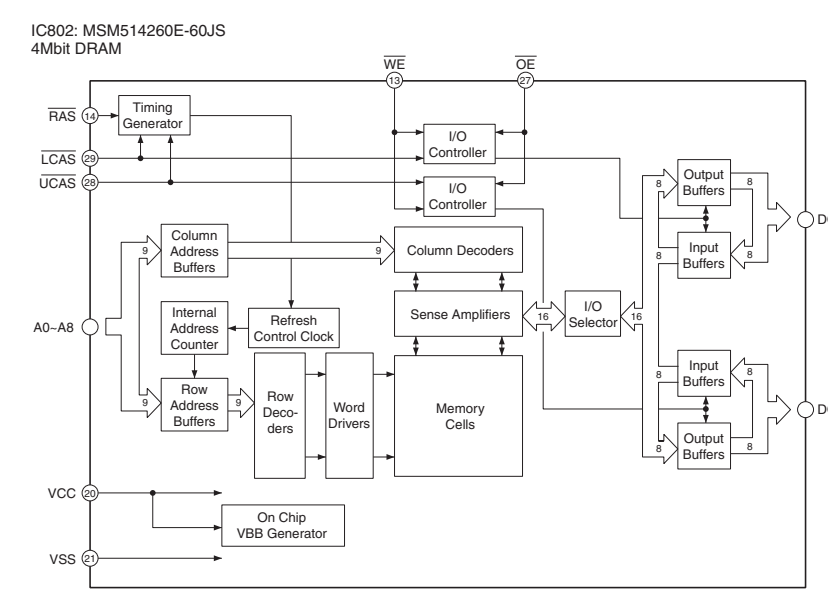 IC802: MSM514260E-60JS
4Mbit DRAM
WE
13
OE
27
RAS
14
Timing
Generator
LCAS
29
UCAS
28
I/O
Controller
I/O
Controller
Column
Address
Buffers
9
9
Column Decoders
Internal
Address
Counter
Refresh
Control Clock
Sense Amplifiers
16
I/O
Selector
16
A0~A8
Row
Address
Buffers
9
9
Row
Deco-
ders
Word
Drivers
Memory
Cells
Output
Buffers
8
8
Input
Buffers
8
8
Input
Buffers
8
8
Output
Buffers
8
8
VCC
20
On Chip
VBB Generator
VSS
21